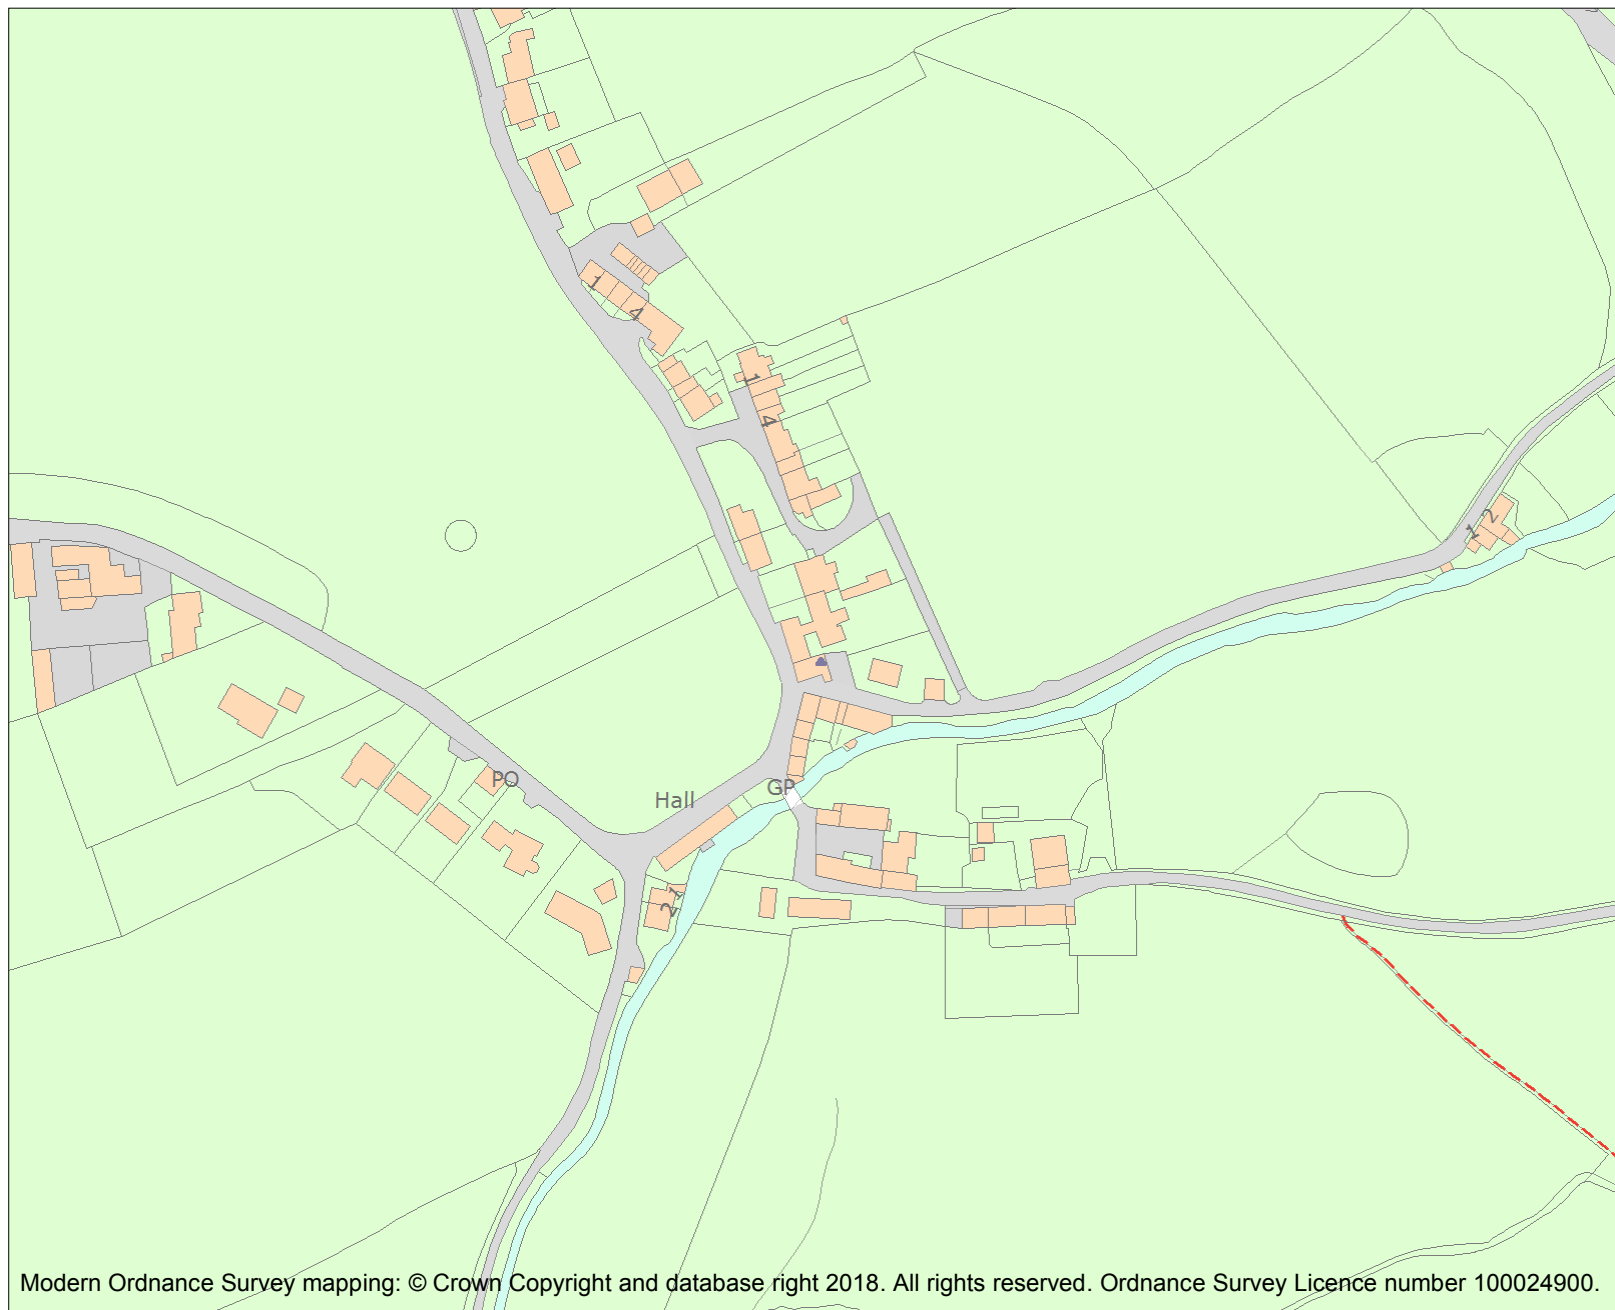 1
4
1
4
1 2
PO
Hall
GP
2 1
Modern Ordnance Survey mapping: © Crown Copyright and database right 2018. All rights reserved. Ordnance Survey Licence number 100024900.